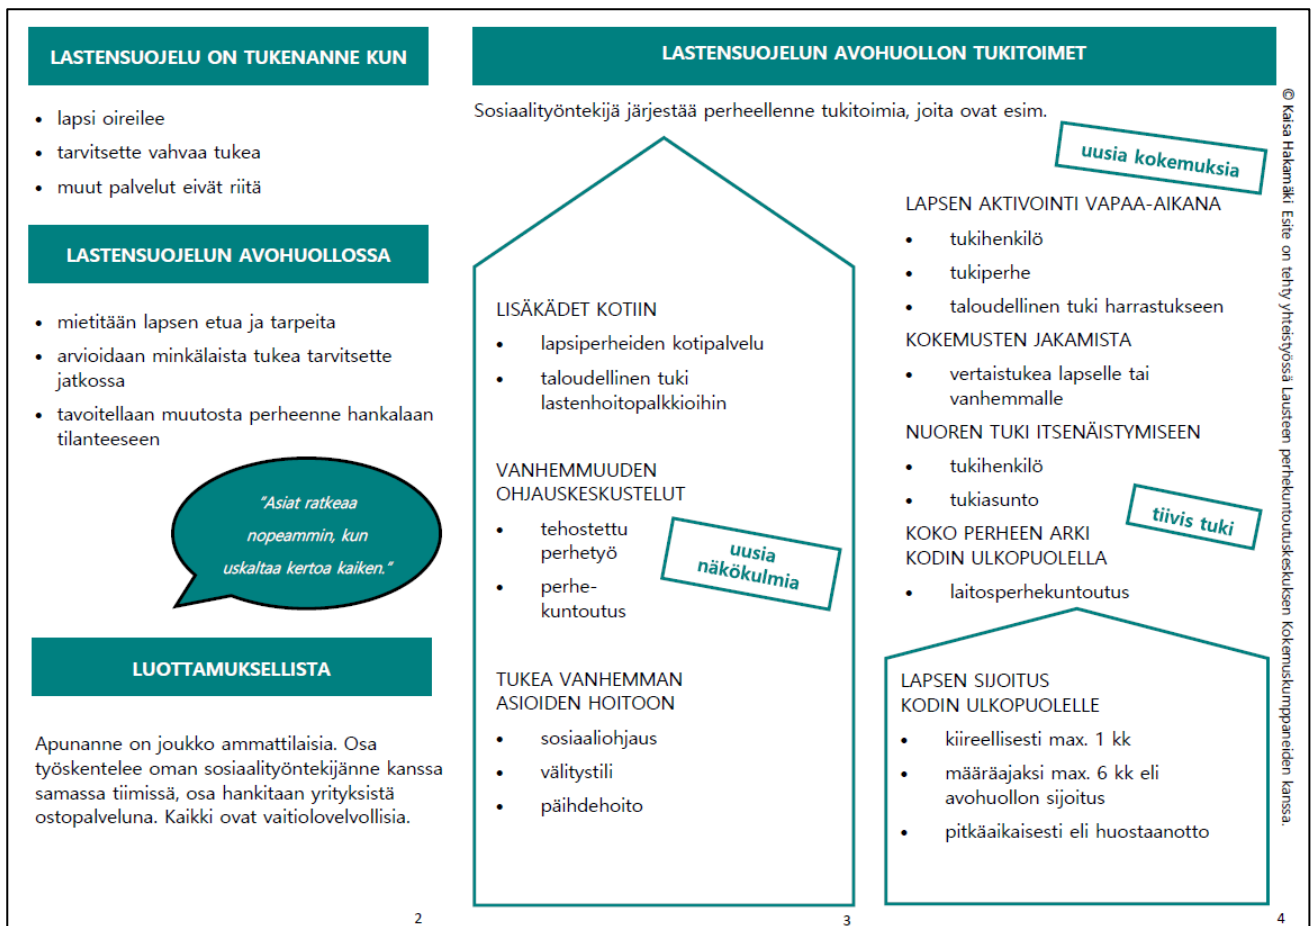 LASTENSUOJELU ON TUKENANNE KUN
• lapsi oireilee
• tarvitsette vahvaa tukea
• muut palvelut eivät riitä
LASTENSUOJELUN AVOHUOLLOSSA
• mietitään lapsen etua ja tarpeita
• arvioidaan minkälaista tukea tarvitsette
jatkossa
• tavoitellaan muutosta perheenne hankalaan
tilanteeseen
"Asiat ratkeaa
nopeammin, kun
uskaltaa kertoa kaiken."
LUOTTAMUKSELLISTA
Apunanne on joukko ammattilaisia. Osa
työskentelee oman sosiaalityöntekijänne kanssa
samassa tiimissä, osa hankitaan yrityksistä
ostopalveluna. Kaikki ovat vaitiolovelvollisia.
2
LASTENSUOJELUN AVOHUOLLON TUKITOIMET
Sosiaalityöntekijä järjestää perheellenne tukitoimia, joita ovat esim.
LISÄKÄDET KOTIIN
• lapsiperheiden kotipalvelu
• taloudellinen tuki
lastenhoitopalkkioihin
VANHEMMUUDEN
OHJAUSKESKUSTELUT
• tehostettu
perhetyö
• perhe-
kuntoutus
uusia
näkökulmia
TUKEA VANHEMMAN
ASIOIDEN HOITOON
• sosiaaliohjaus
• välitystili
• päihdehoito
3
uusia kokemuksia
LAPSEN AKTIVOINTI VAPAA-AIKANA
• tukihenkilö
• tukiperhe
• taloudellinen tuki harrastukseen
KOKEMUSTEN JAKAMISTA
• vertaistukea lapselle tai
vanhemmalle
NUOREN TUKI ITSENÄISTYMISEEN
• tukihenkilö
• tukiasunto
tiivis tuki
KOKO PERHEEN ARKI
KODIN ULKOPUOLELLA
• laitosperhekuntoutus
LAPSEN SIJOITUS
KODIN ULKOPUOLELLE
• kiireellisesti max. 1 kk
• määräajaksi max. 6 kk eli
avohuollon sijoitus
• pitkäaikaisesti eli huostaanotto
4
© Kaisa Hakamäki Esite on tehty yhteistyössä Lausteen perhekuntoutuskeskuksen Kokemuskumppaneiden kanssa.